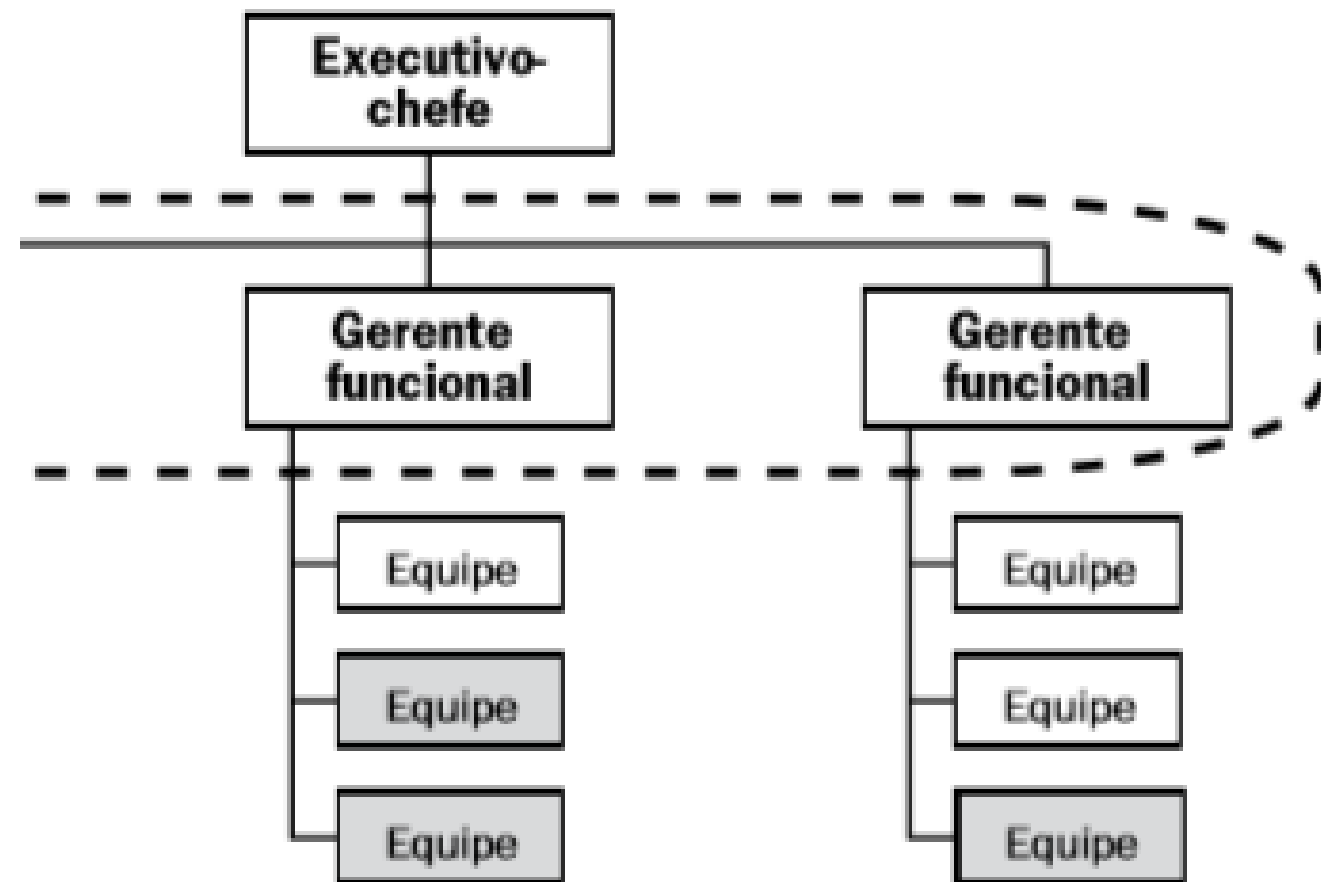 Executivo-
chefe
Gerente
funcional
Gerente
funcional
Equipe
Equipe
Equipe
Equipe
Equipe
Equipe